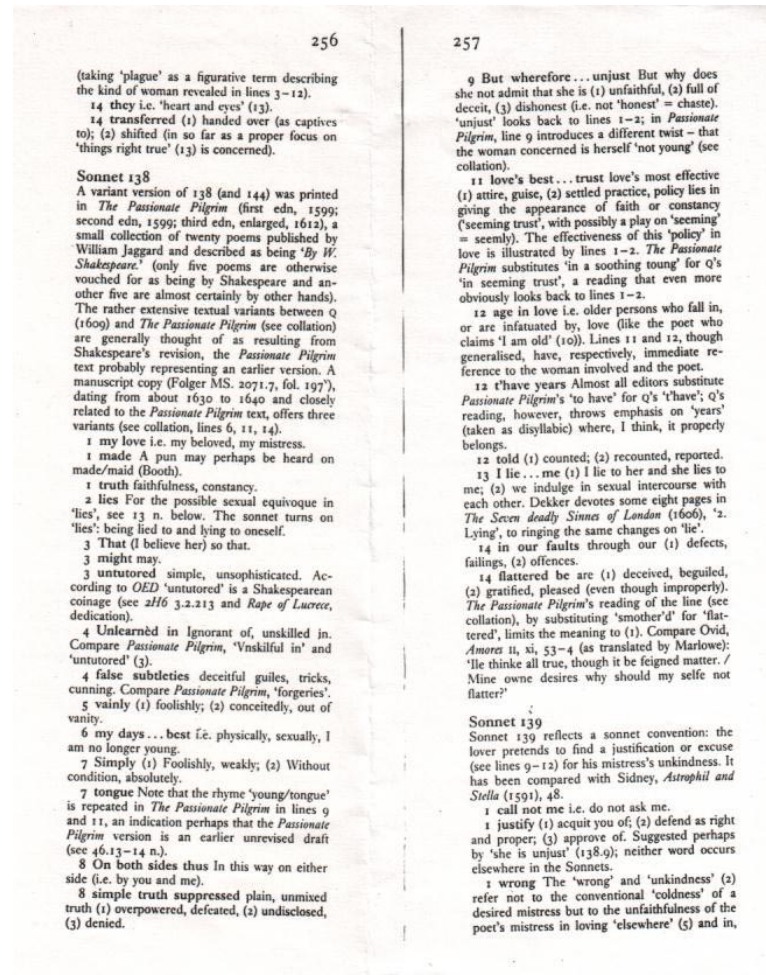 256
(taking ‘plague’ as a figurative term describing
the kind of woman revealed in lines 3–12).
14 they i.e. ‘heart and eyes’ (13).
14 transferred (1) handed over (as captives
to); (2) shifted (in so far as a proper focus on
‘things right true’ (13) is concerned).
Sonnet 138
A variant version of 138 (and 144) was printed
in The Passionate Pilgrim (first edn, 1599;
second edn, 1599; third edn, enlarged, 1612), a
small collection of twenty poems published by
William Jaggard and described as being ‘By W.
Shakespeare.’ (only five poems are otherwise
vouched for as being by Shakespeare and an-
other five are almost certainly by other hands).
The rather extensive textual variants between Q
(1609) and The Passionate Pilgrim (see collation)
are generally thought of as resulting from
Shakespeare’s revision, the Passionate Pilgrim
text probably representing an earlier version. A
manuscript copy (Folger MS. 2071.7, fol. 197ᵛ),
dating from about 1630 to 1640 and closely
related to the Passionate Pilgrim text, offers three
variants (see collation, lines 6, 11, 14).
1 my love i.e. my beloved, my mistress.
1 made A pun may perhaps be heard on
made/maid (Booth).
1 truth faithfulness, constancy.
2 lies For the possible sexual equivoque in
‘lies’, see 13 n. below. The sonnet turns on
‘lies’: being lied to and lying to oneself.
3 That (I believe her) so that.
3 might may.
3 untutored simple, unsophisticated. Ac-
cording to OED ‘untutored’ is a Shakespearean
coinage (see 2H6 3.2.213 and Rape of Lucrece,
dedication).
4 Unlearnèd in Ignorant of, unskilled in.
Compare Passionate Pilgrim, ‘Vnskilful in’ and
‘untutored’ (3).
4 false subtleties deceitful guiles, tricks,
cunning. Compare Passionate Pilgrim, ‘forgeries’.
5 vainly (1) foolishly; (2) conceitedly, out of
vanity.
6 my days . . . best i.e. physically, sexually, I
am no longer young.
7 Simply (1) Foolishly, weakly; (2) Without
condition, absolutely.
7 tongue Note that the rhyme ‘young/tongue’
is repeated in The Passionate Pilgrim in lines 9
and 11, an indication perhaps that the Passionate
Pilgrim version is an earlier unrevised draft
(see 46.13–14 n.).
8 On both sides thus In this way on either
side (i.e. by you and me).
8 simple truth suppressed plain, unmixed
truth (1) overpowered, defeated, (2) undisclosed,
(3) denied.
257
9 But wherefore . . . unjust But why does
she not admit that she is (1) unfaithful, (2) full of
deceit, (3) dishonest (i.e. not ‘honest’ = chaste).
‘unjust’ looks back to lines 1–2; in Passionate
Pilgrim, line 9 introduces a different twist – that
the woman concerned is herself ‘not young’ (see
collation).
11 love’s best . . . trust love’s most effective
(1) attire, guise, (2) settled practice, policy lies in
giving the appearance of faith or constancy
(‘seeming trust’, with possibly a play on ‘seeming’
= seemly). The effectiveness of this ‘policy’ in
love is illustrated by lines 1–2. The Passionate
Pilgrim substitutes ‘in a soothing toung’ for Q’s
‘in seeming trust’, a reading that even more
obviously looks back to lines 1–2.
12 age in love i.e. older persons who fall in,
or are infatuated by, love (like the poet who
claims ‘I am old’ (10)). Lines 11 and 12, though
generalised, have, respectively, immediate re-
ference to the woman involved and the poet.
12 t’have years Almost all editors substitute
Passionate Pilgrim’s ‘to have’ for Q’s ‘t’have’; Q’s
reading, however, throws emphasis on ‘years’
(taken as disyllabic) where, I think, it properly
belongs.
12 told (1) counted; (2) recounted, reported.
13 I lie . . . me (1) I lie to her and she lies to
me; (2) we indulge in sexual intercourse with
each other. Dekker devotes some eight pages in
The Seven deadly Sinnes of London (1606), ‘2.
Lying’, to ringing the same changes on ‘lie’.
14 in our faults through our (1) defects,
failings, (2) offences.
14 flattered be are (1) deceived, beguiled,
(2) gratified, pleased (even though improperly).
The Passionate Pilgrim’s reading of the line (see
collation), by substituting ‘smother’d’ for ‘flat-
tered’, limits the meaning to (1). Compare Ovid,
Amores II, xi, 53–4 (as translated by Marlowe):
‘Ile thinke all true, though it be feigned matter. /
Mine owne desires why should my selfe not
flatter?’
Sonnet 139
Sonnet 139 reflects a sonnet convention: the
lover pretends to find a justification or excuse
(see lines 9–12) for his mistress’s unkindness. It
has been compared with Sidney, Astrophil and
Stella (1591), 48.
1 call not me i.e. do not ask me.
1 justify (1) acquit you of; (2) defend as right
and proper; (3) approve of. Suggested perhaps
by ‘she is unjust’ (138.9); neither word occurs
elsewhere in the Sonnets.
1 wrong The ‘wrong’ and ‘unkindness’ (2)
refer not to the conventional ‘coldness’ of a
desired mistress but to the unfaithfulness of the
poet’s mistress in loving ‘elsewhere’ (5) and in,